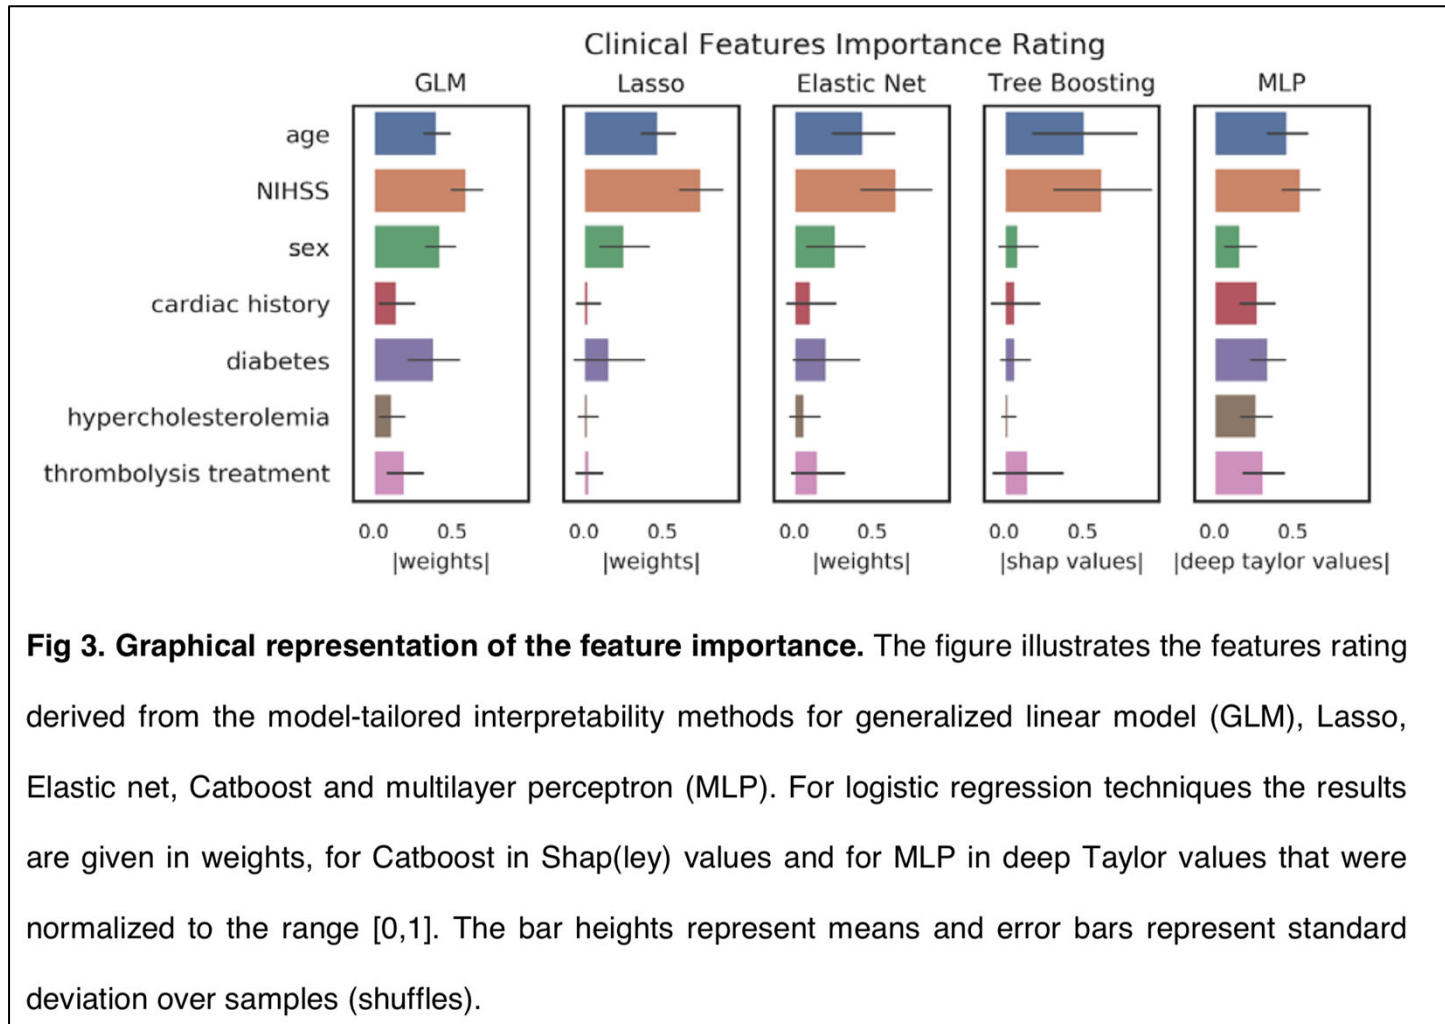 Clinical Features Importance Rating
GLM Lasso Elastic Net Tree Boosting MLP
age
NIHSS
sex
cardiac history
diabetes
hypercholesterolemia
thrombolysis treatment
0.0 0.5 0.0 0.5 0.0 0.5 0.0 0.5 0.0 0.5
|weights| |weights| |weights| |shap values| |deep taylor values|
Fig 3. Graphical representation of the feature importance. The figure illustrates the features rating
derived from the model-tailored interpretability methods for generalized linear model (GLM), Lasso,
Elastic net, Catboost and multilayer perceptron (MLP). For logistic regression techniques the results
are given in weights, for Catboost in Shap(ley) values and for MLP in deep Taylor values that were
normalized to the range [0,1]. The bar heights represent means and error bars represent standard
deviation over samples (shuffles).